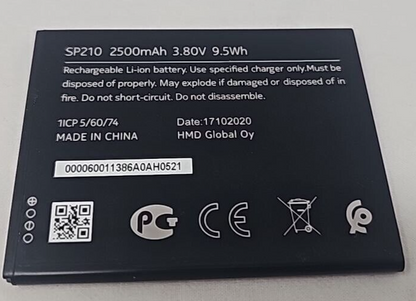 SP210 2500mAh 3.80V 9.5Wh
Rechargeable Li-ion battery. Use specified charger only.Must be
disposed of properly. May explode if damaged or disposed of in
fire. Do not short-circuit. Do not disassemble.
1ICP 5/60/74 Date:17102020
MADE IN CHINA HMD Global Oy
000060011386A0AH0521
PG
CE